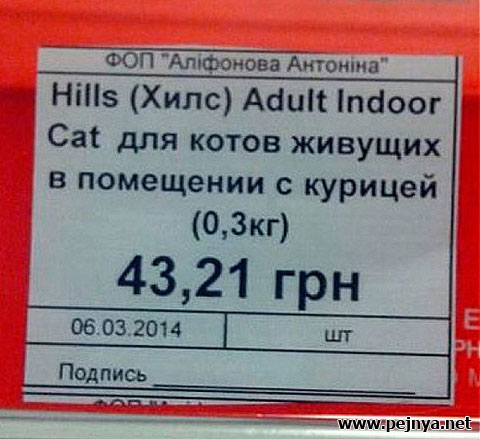 ФОП "Аліфонова Антоніна"
Hills (Хилс) Adult Indoor
Cat для котов живущих
в помещении с курицей
(0,3кг)
43,21 грн
06.03.2014 шт
Подпись
www.pejnya.net